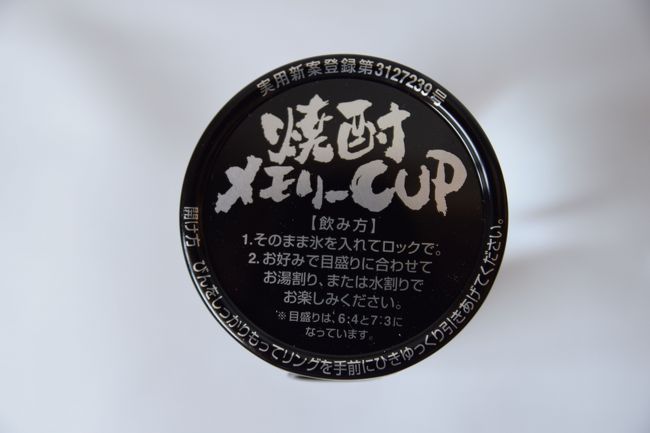 実用新案登録第3127239号
焼酎
メモリーCUP
【飲み方】
1.そのまま氷を入れてロックで。
2.お好みで目盛りに合わせて
お湯割り、または水割りで
お楽しみください。
※目盛りは、6:4と7:3に
なっています。
開け方 びんをしっかりもってリングを手前にひきゆっくり引きあげてください。